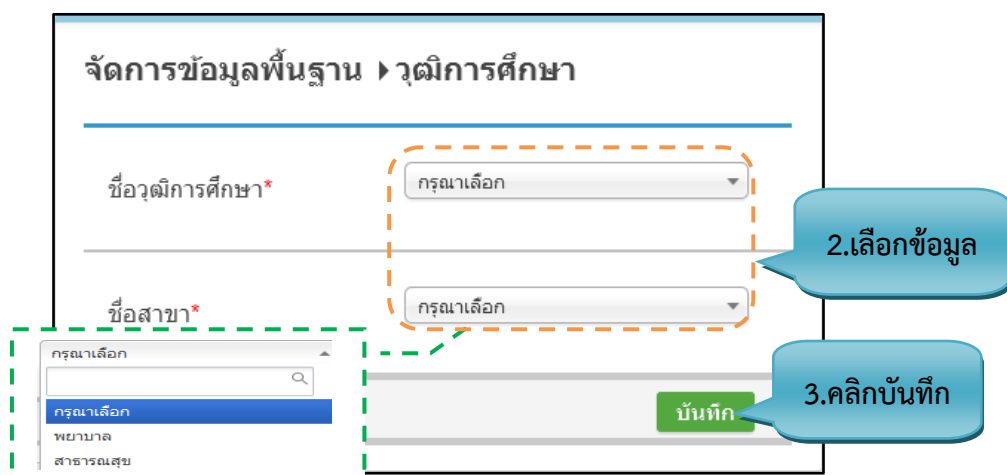 จัดการข้อมูลพื้นฐาน วุฒิการศึกษา
ชื่อวุฒิการศึกษา*
กรุณาเลือก
2.เลือกข้อมูล
ชื่อสาขา*
กรุณาเลือก
กรุณาเลือก
กรุณาเลือก
พยาบาล
สาธารณสุข
บันทึก
3.คลิกบันทึก